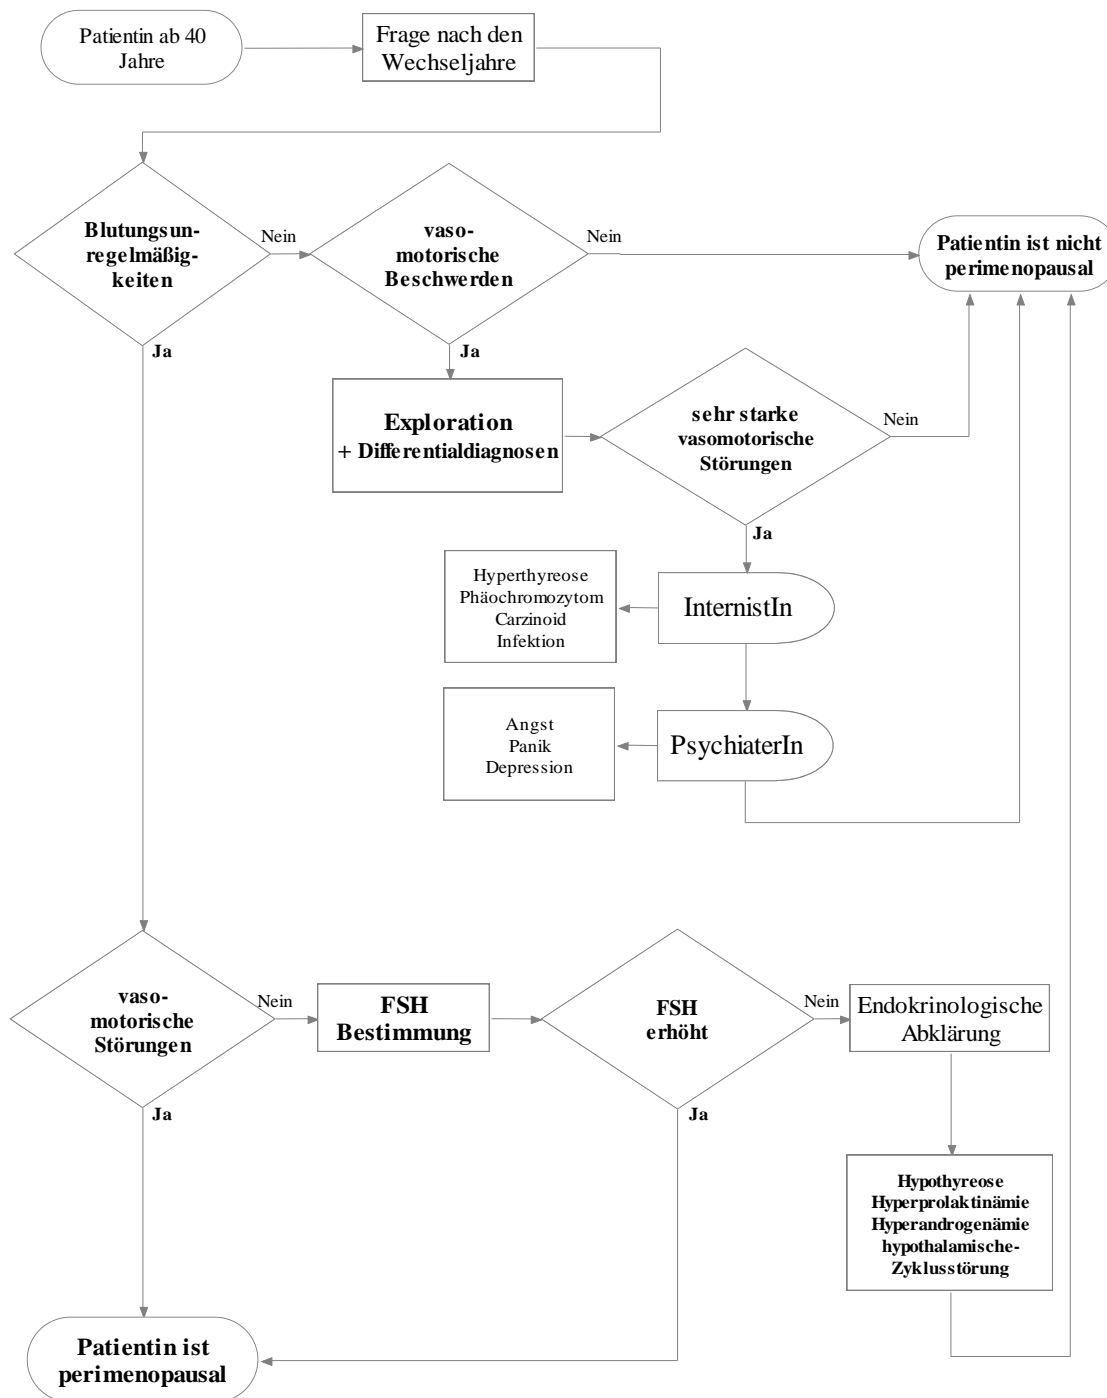 Patientin ab 40
Jahre
Frage nach den
Wechseljahre
Blutungsun-
regelmäßig-
keiten
Nein
vaso-
motorische
Beschwerden
Nein
Patientin ist nicht
perimenopausal
Ja
Ja
Exploration
+ Differentialdiagnosen
sehr starke
vasomotorische
Störungen
Nein
Ja
Hyperthyreose
Phäochromozytom
Carzinoid
Infektion
InternistIn
Angst
Panik
Depression
PsychiaterIn
vaso-
motorische
Störungen
Nein
FSH
Bestimmung
FSH
erhöht
Nein
Endokrinologische
Abklärung
Ja
Ja
Hypothyreose
Hyperprolaktinämie
Hyperandrogenämie
hypothalamische-
Zyklusstörung
Patientin ist
perimenopausal